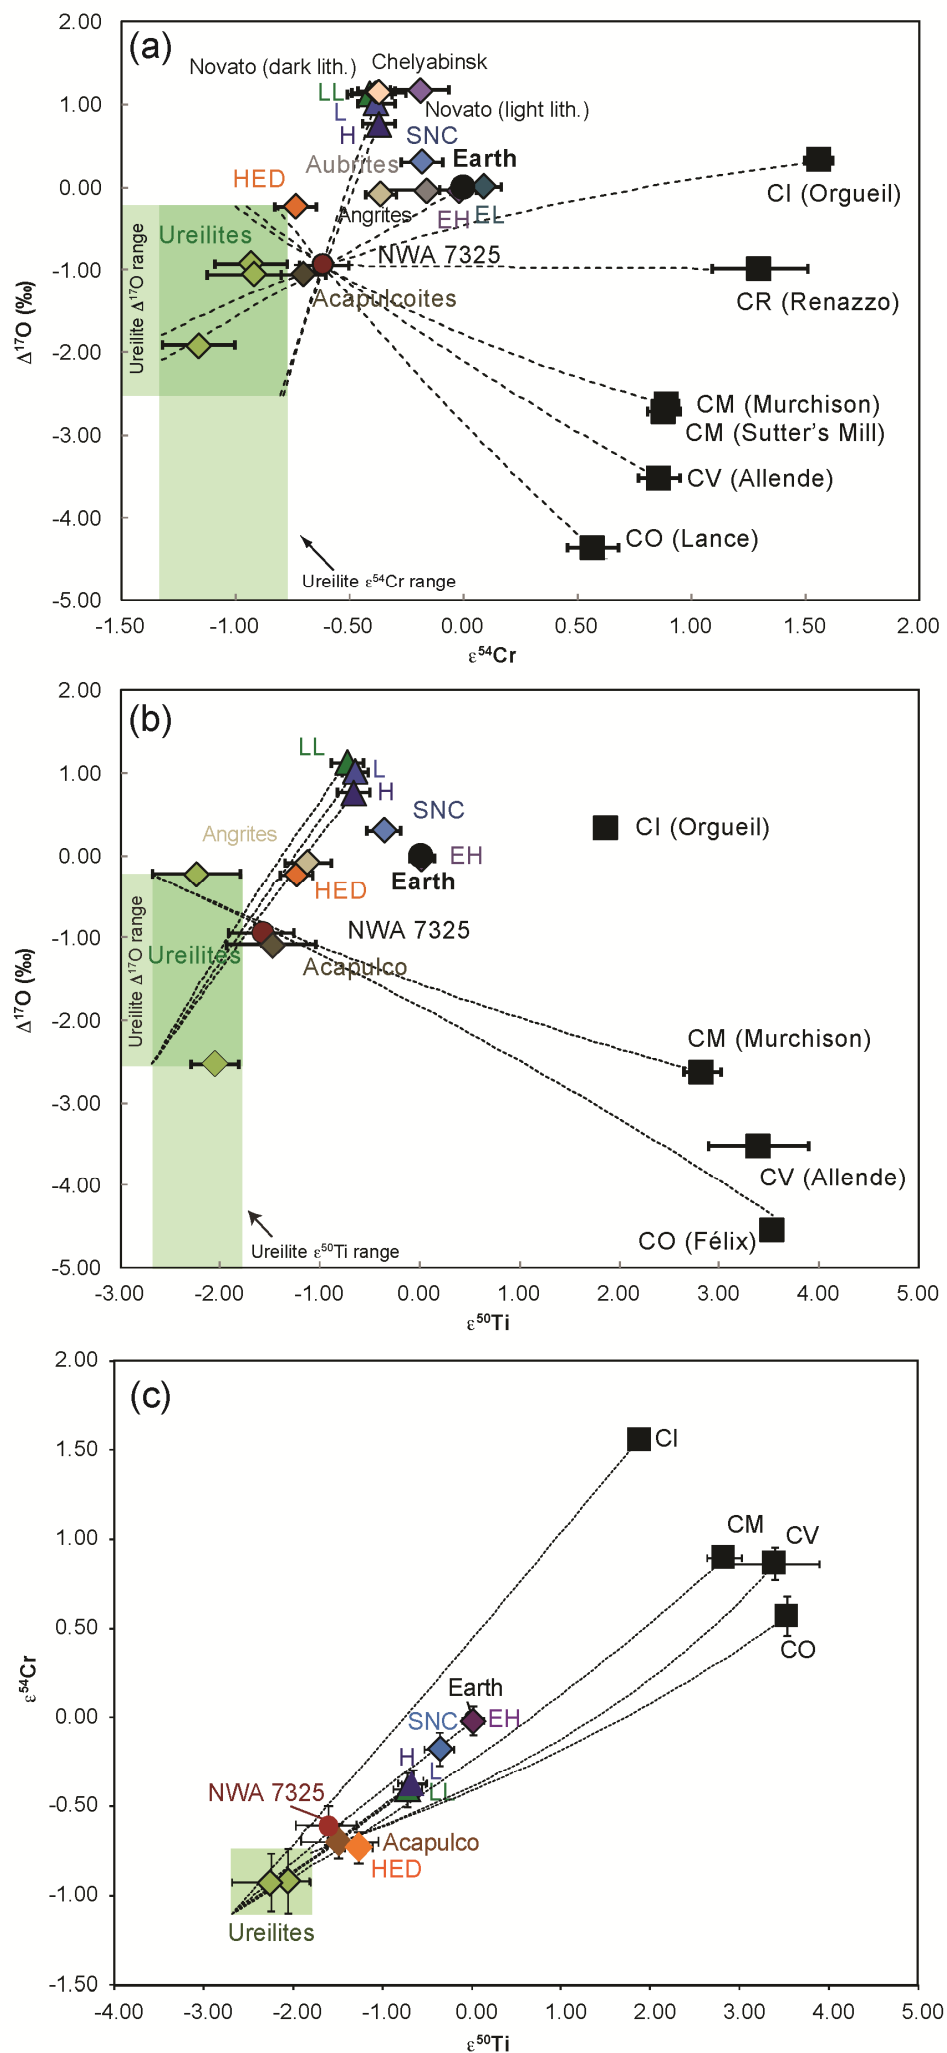 2.00
(a)
Chelyabinsk
Novato (dark lith.)
LL
1.00
L
Novato (light lith.)
H
SNC
Earth
Aubrites
HED
CI (Orgueil)
0.00
Angrites
EH
EL
Ureilites
NWA 7325
-1.00
Acapulcoites
CR (Renazzo)
Ureilite Δ¹⁷O range
Δ¹⁷O (‰)
-2.00
CM (Murchison)
CM (Sutter's Mill)
-3.00
CV (Allende)
-4.00
CO (Lance)
Ureilite ε⁵⁴Cr range
-5.00
-1.50 -1.00 -0.50 0.00 0.50 1.00 1.50 2.00
ε⁵⁴Cr
2.00
(b)
LL
L
1.00
H
SNC
Angrites
CI (Orgueil)
0.00
EH
Earth
HED
NWA 7325
-1.00
Ureilites
Acapulco
Ureilite Δ¹⁷O range
Δ¹⁷O (‰)
-2.00
CM (Murchison)
-3.00
CV (Allende)
-4.00
CO (Félix)
Ureilite ε⁵⁰Ti range
-5.00
-3.00 -2.00 -1.00 0.00 1.00 2.00 3.00 4.00 5.00
ε⁵⁰Ti
2.00
(c)
CI
1.50
CM
CV
1.00
0.50
CO
Earth
0.00
SNC
EH
ε⁵⁴Cr
H
L
NWA 7325
LL
-0.50
Acapulco
HED
-1.00
Ureilites
-1.50
-4.00 -3.00 -2.00 -1.00 0.00 1.00 2.00 3.00 4.00 5.00
ε⁵⁰Ti